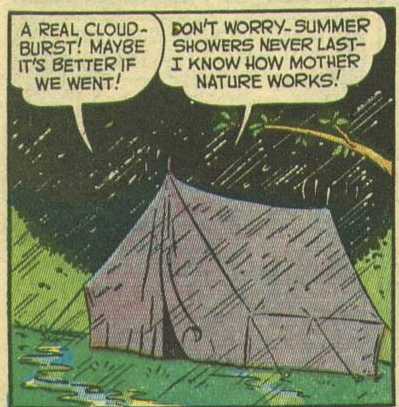 A REAL CLOUD-
BURST! MAYBE
IT'S BETTER IF
WE WENT!
DON'T WORRY-SUMMER
SHOWERS NEVER LAST-
I KNOW HOW MOTHER
NATURE WORKS!